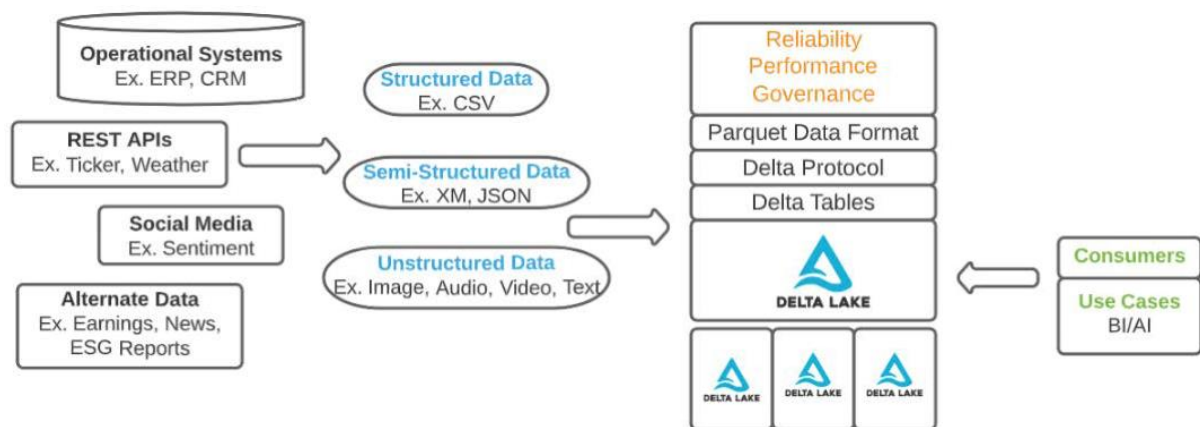 Operational Systems
Ex. ERP, CRM
REST APIs
Ex. Ticker, Weather
Social Media
Ex. Sentiment
Alternate Data
Ex. Earnings, News,
ESG Reports
Structured Data
Ex. CSV
Semi-Structured Data
Ex. XM, JSON
Unstructured Data
Ex. Image, Audio, Video, Text
Reliability
Performance
Governance
Parquet Data Format
Delta Protocol
Delta Tables
DELTA LAKE
DELTA LAKE
DELTA LAKE
DELTA LAKE
Consumers
Use Cases
BI/AI